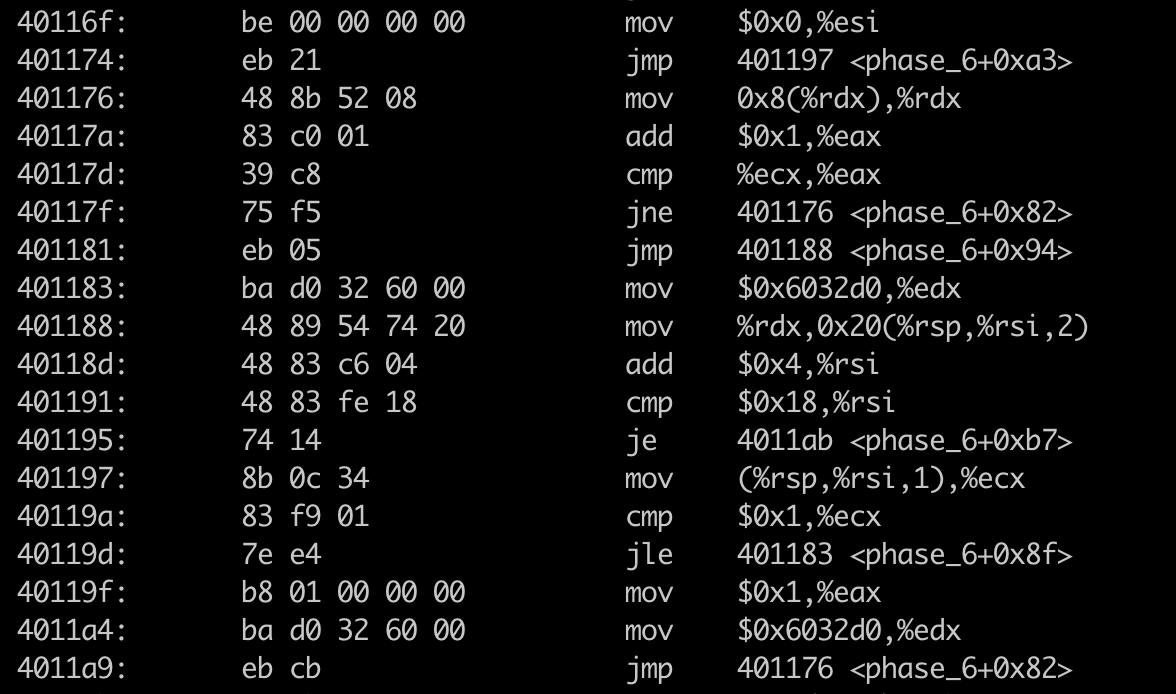 40116f: be 00 00 00 00 mov $0x0,%esi
401174: eb 21 jmp 401197 <phase_6+0xa3>
401176: 48 8b 52 08 mov 0x8(%rdx),%rdx
40117a: 83 c0 01 add $0x1,%eax
40117d: 39 c8 cmp %ecx,%eax
40117f: 75 f5 jne 401176 <phase_6+0x82>
401181: eb 05 jmp 401188 <phase_6+0x94>
401183: ba d0 32 60 00 mov $0x6032d0,%edx
401188: 48 89 54 74 20 mov %rdx,0x20(%rsp,%rsi,2)
40118d: 48 83 c6 04 add $0x4,%rsi
401191: 48 83 fe 18 cmp $0x18,%rsi
401195: 74 14 je 4011ab <phase_6+0xb7>
401197: 8b 0c 34 mov (%rsp,%rsi,1),%ecx
40119a: 83 f9 01 cmp $0x1,%ecx
40119d: 7e e4 jle 401183 <phase_6+0x8f>
40119f: b8 01 00 00 00 mov $0x1,%eax
4011a4: ba d0 32 60 00 mov $0x6032d0,%edx
4011a9: eb cb jmp 401176 <phase_6+0x82>